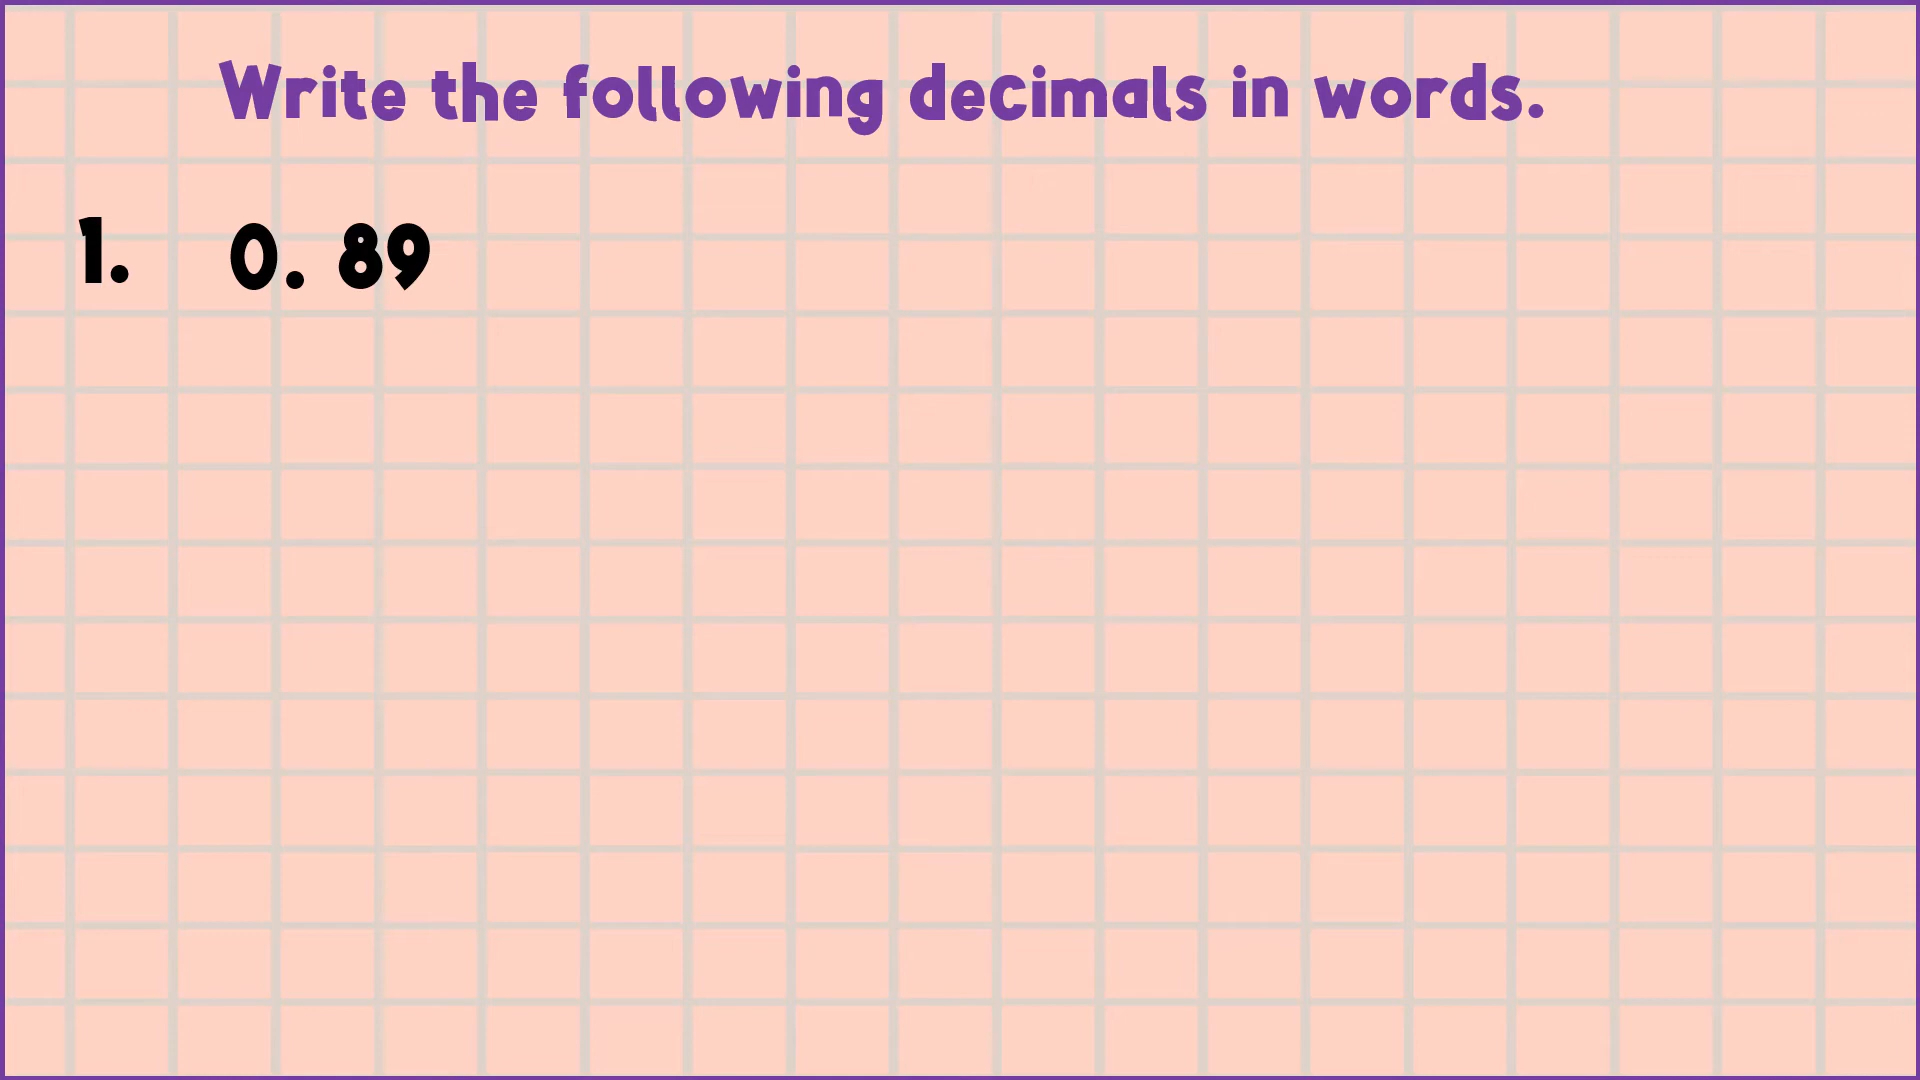 Write the following decimals in words.
1. 0. 89